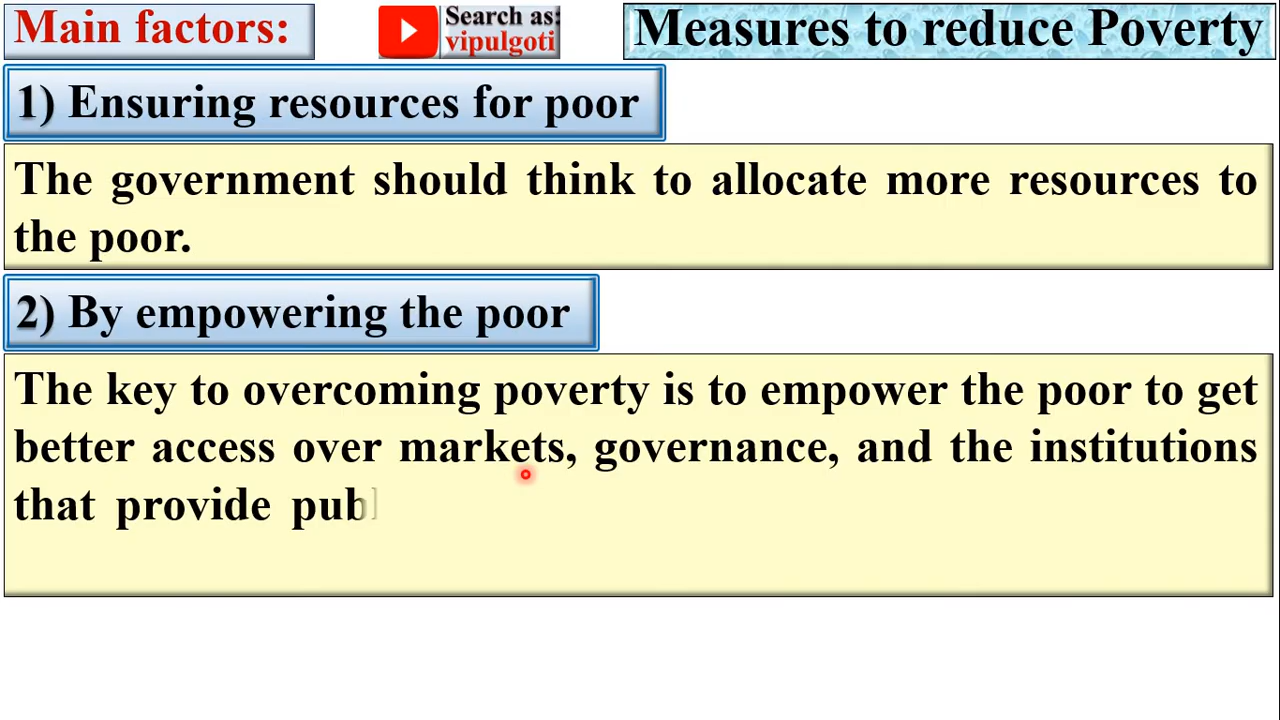 Main factors:
Search as:
vipulgoti
Measures to reduce Poverty
1) Ensuring resources for poor
The government should think to allocate more resources to
the poor.
2) By empowering the poor
The key to overcoming poverty is to empower the poor to get
better access over markets, governance, and the institutions
that provide publ